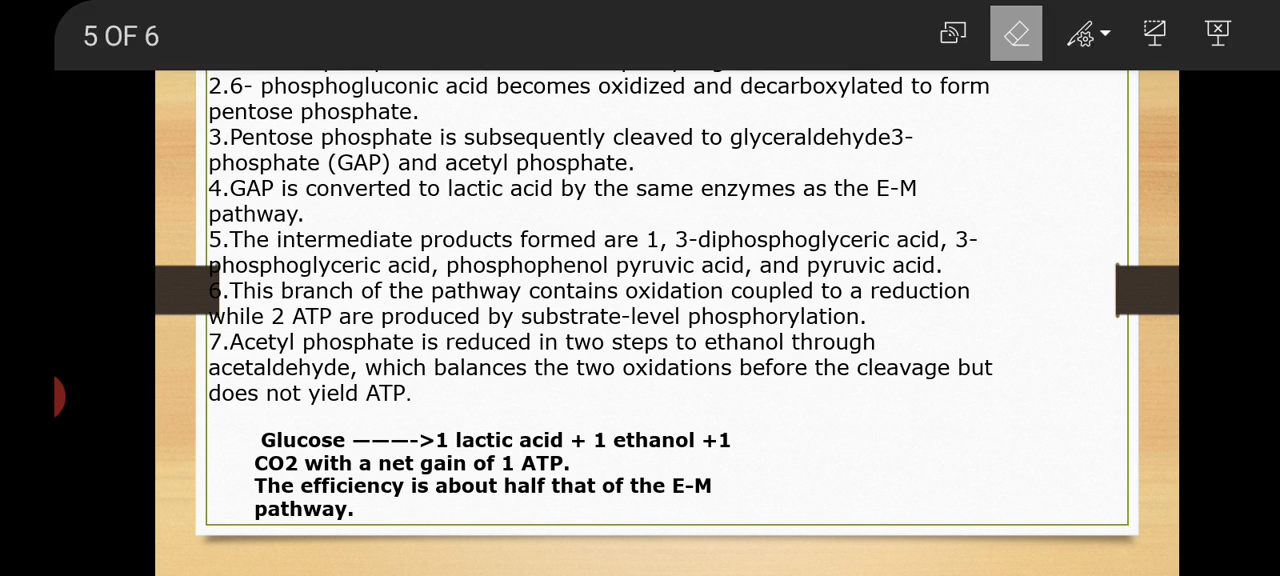 5 OF 6
2.6- phosphogluconic acid becomes oxidized and decarboxylated to form
pentose phosphate.
3.Pentose phosphate is subsequently cleaved to glyceraldehyde3-
phosphate (GAP) and acetyl phosphate.
4.GAP is converted to lactic acid by the same enzymes as the E-M
pathway.
5.The intermediate products formed are 1, 3-diphosphoglyceric acid, 3-
phosphoglyceric acid, phosphophenol pyruvic acid, and pyruvic acid.
6.This branch of the pathway contains oxidation coupled to a reduction
while 2 ATP are produced by substrate-level phosphorylation.
7.Acetyl phosphate is reduced in two steps to ethanol through
acetaldehyde, which balances the two oxidations before the cleavage but
does not yield ATP.
Glucose ———->1 lactic acid + 1 ethanol +1
CO2 with a net gain of 1 ATP.
The efficiency is about half that of the E-M
pathway.